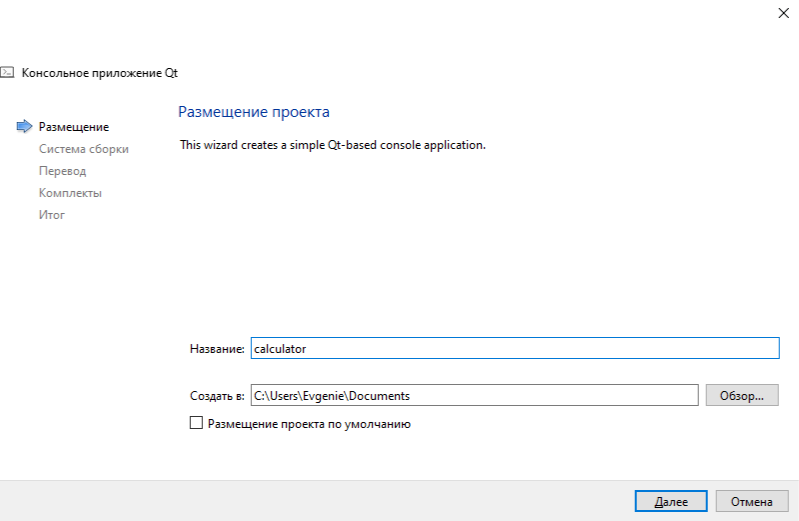 Консольное приложение Qt
Размещение
Система сборки
Перевод
Комплекты
Итог
Размещение проекта
This wizard creates a simple Qt-based console application.
Название: calculator
Создать в: C:\Users\Evgenie\Documents Обзор...
Размещение проекта по умолчанию
Далее Отмена